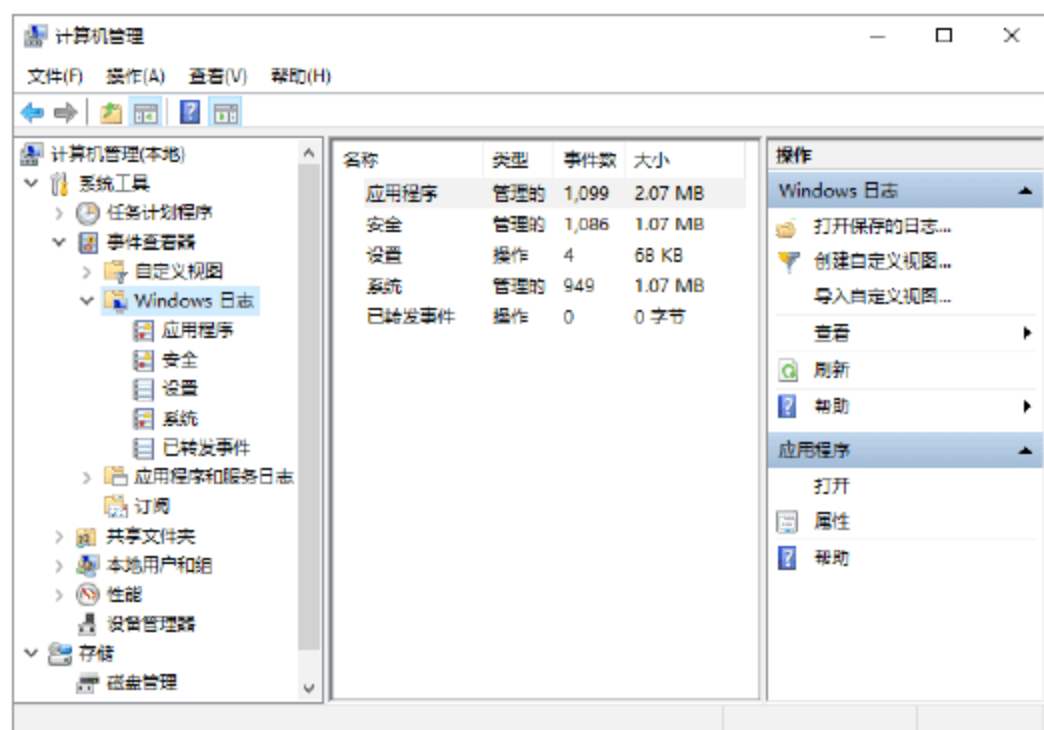 计算机管理
文件(F) 操作(A) 查看(V) 帮助(H)
计算机管理(本地)
系统工具
任务计划程序
事件查看器
自定义视图
Windows 日志
应用程序
安全
设置
系统
已转发事件
应用程序和服务日志
订阅
共享文件夹
本地用户和组
性能
设备管理器
存储
磁盘管理
名称 类型 事件数 大小
应用程序 管理的 1,099 2.07 MB
安全 管理的 1,086 1.07 MB
设置 操作 4 68 KB
系统 管理的 949 1.07 MB
已转发事件 操作 0 0 字节
操作
Windows 日志
打开保存的日志...
创建自定义视图...
导入自定义视图...
查看
刷新
帮助
应用程序
打开
属性
帮助